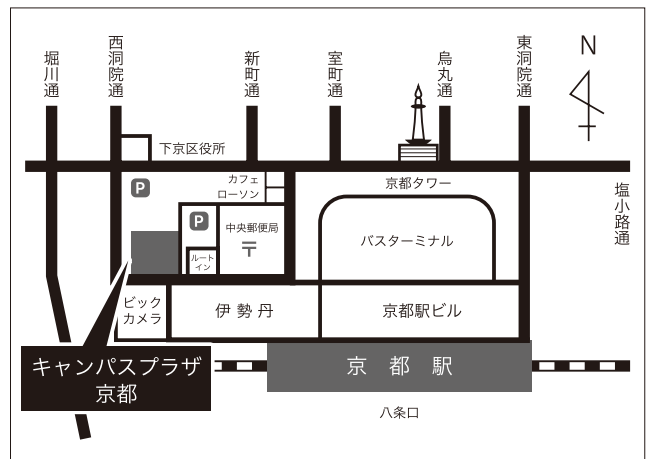 堀川通
西洞院通
新町通
室町通
烏丸通
東洞院通
N
下京区役所
カフェ
ローソン
京都タワー
塩小路通
P
P
中央郵便局
〒
ルート
イン
バスターミナル
ビック
カメラ
伊勢丹
京都駅ビル
キャンパスプラザ
京都
京都駅
八条口